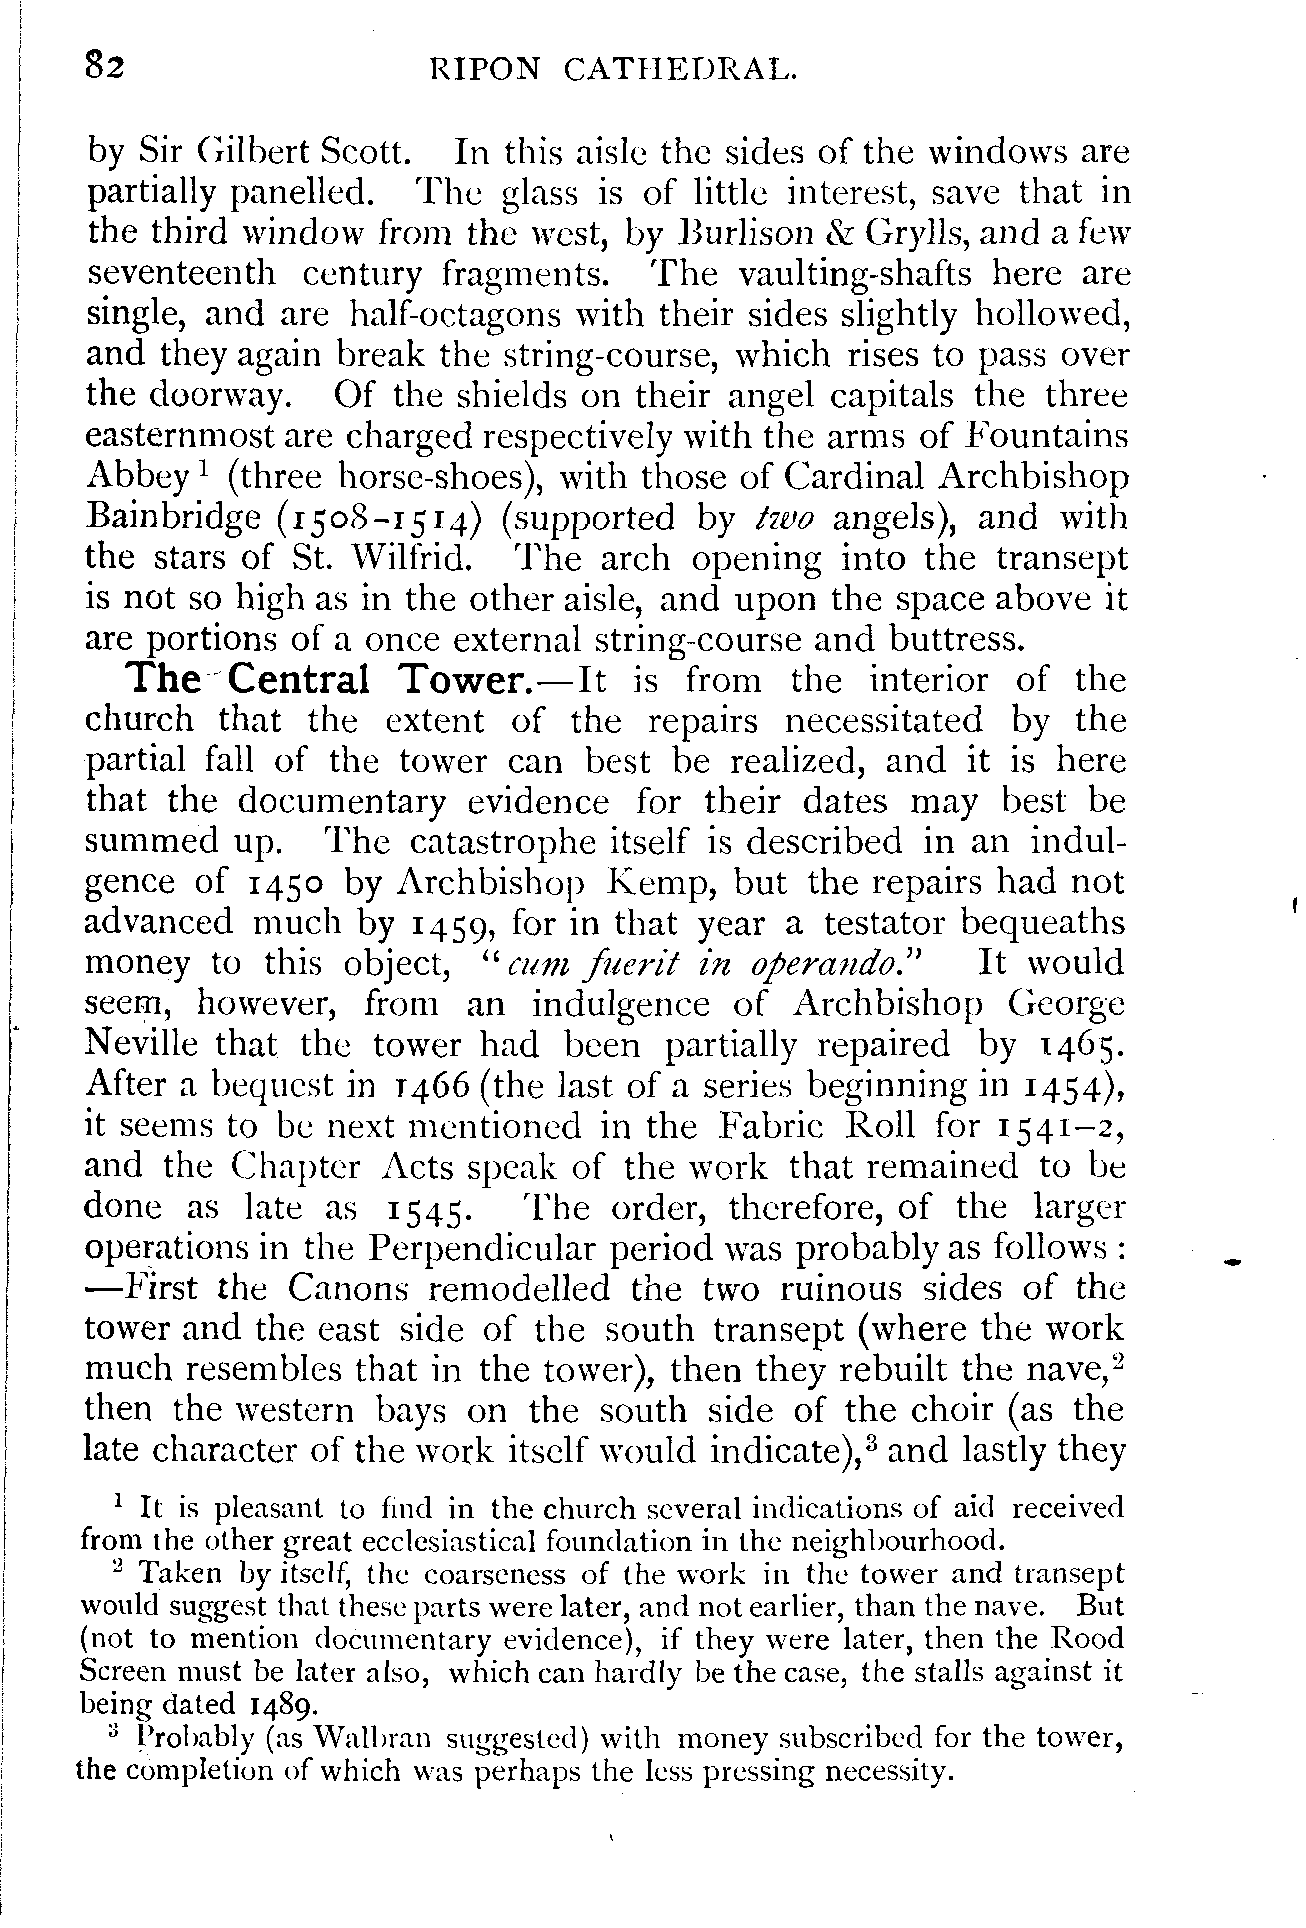 82 RIPON CATHEDRAL.
by Sir Gilbert Scott. In this aisle the sides of the windows are
partially panelled. The glass is of little interest, save that in
the third window from the west, by Burlison & Grylls, and a few
seventeenth century fragments. The vaulting-shafts here are
single, and are half-octagons with their sides slightly hollowed,
and they again break the string-course, which rises to pass over
the doorway. Of the shields on their angel capitals the three
easternmost are charged respectively with the arms of Fountains
Abbey¹ (three horse-shoes), with those of Cardinal Archbishop
Bainbridge (1508-1514) (supported by two angels), and with
the stars of St. Wilfrid. The arch opening into the transept
is not so high as in the other aisle, and upon the space above it
are portions of a once external string-course and buttress.
The Central Tower.—It is from the interior of the
church that the extent of the repairs necessitated by the
partial fall of the tower can best be realized, and it is here
that the documentary evidence for their dates may best be
summed up. The catastrophe itself is described in an indul-
gence of 1450 by Archbishop Kemp, but the repairs had not
advanced much by 1459, for in that year a testator bequeaths
money to this object, "cum fuerit in operando." It would
seem, however, from an indulgence of Archbishop George
Neville that the tower had been partially repaired by 1465.
After a bequest in 1466 (the last of a series beginning in 1454),
it seems to be next mentioned in the Fabric Roll for 1541–2,
and the Chapter Acts speak of the work that remained to be
done as late as 1545. The order, therefore, of the larger
operations in the Perpendicular period was probably as follows :
—First the Canons remodelled the two ruinous sides of the
tower and the east side of the south transept (where the work
much resembles that in the tower), then they rebuilt the nave,²
then the western bays on the south side of the choir (as the
late character of the work itself would indicate),³ and lastly they
¹ It is pleasant to find in the church several indications of aid received
from the other great ecclesiastical foundation in the neighbourhood.
² Taken by itself, the coarseness of the work in the tower and transept
would suggest that these parts were later, and not earlier, than the nave. But
(not to mention documentary evidence), if they were later, then the Rood
Screen must be later also, which can hardly be the case, the stalls against it
being dated 1489.
³ Probably (as Walbran suggested) with money subscribed for the tower,
the completion of which was perhaps the less pressing necessity.